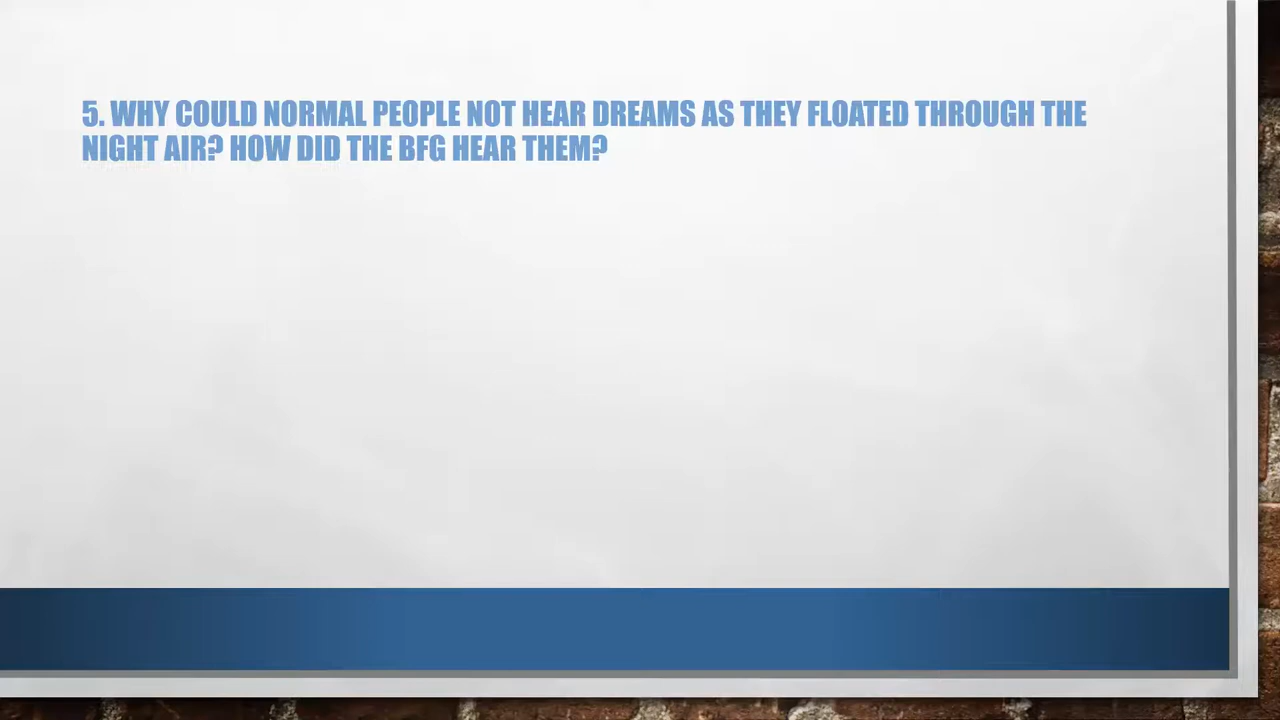 5. WHY COULD NORMAL PEOPLE NOT HEAR DREAMS AS THEY FLOATED THROUGH THE
NIGHT AIR? HOW DID THE BFG HEAR THEM?